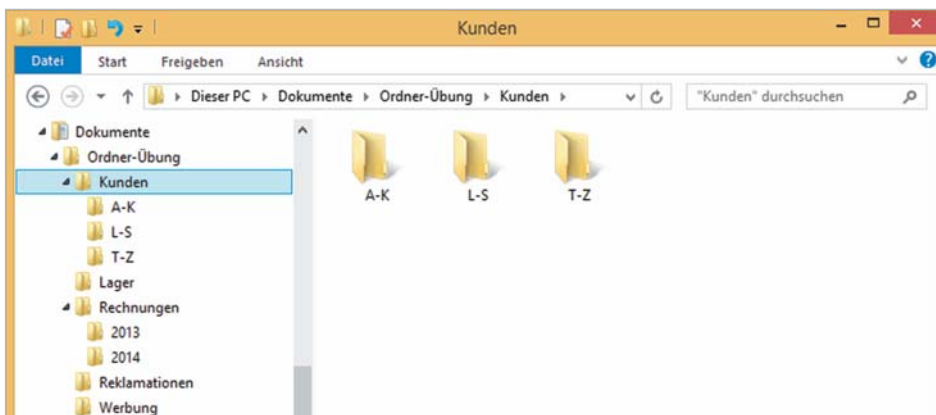 Kunden
Datei Start Freigeben Ansicht
Dieser PC Dokumente Ordner-Übung Kunden "Kunden" durchsuchen
Dokumente
Ordner-Übung
Kunden
A-K
L-S
T-Z
Lager
Rechnungen
2013
2014
Reklamationen
Werbung
A-K L-S T-Z